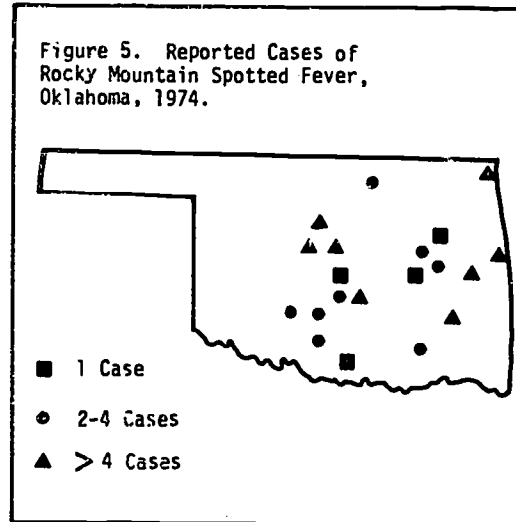 Figure 5. Reported Cases of
Rocky Mountain Spotted Fever,
Oklahoma, 1974.
■ 1 Case
● 2-4 Cases
▲ > 4 Cases